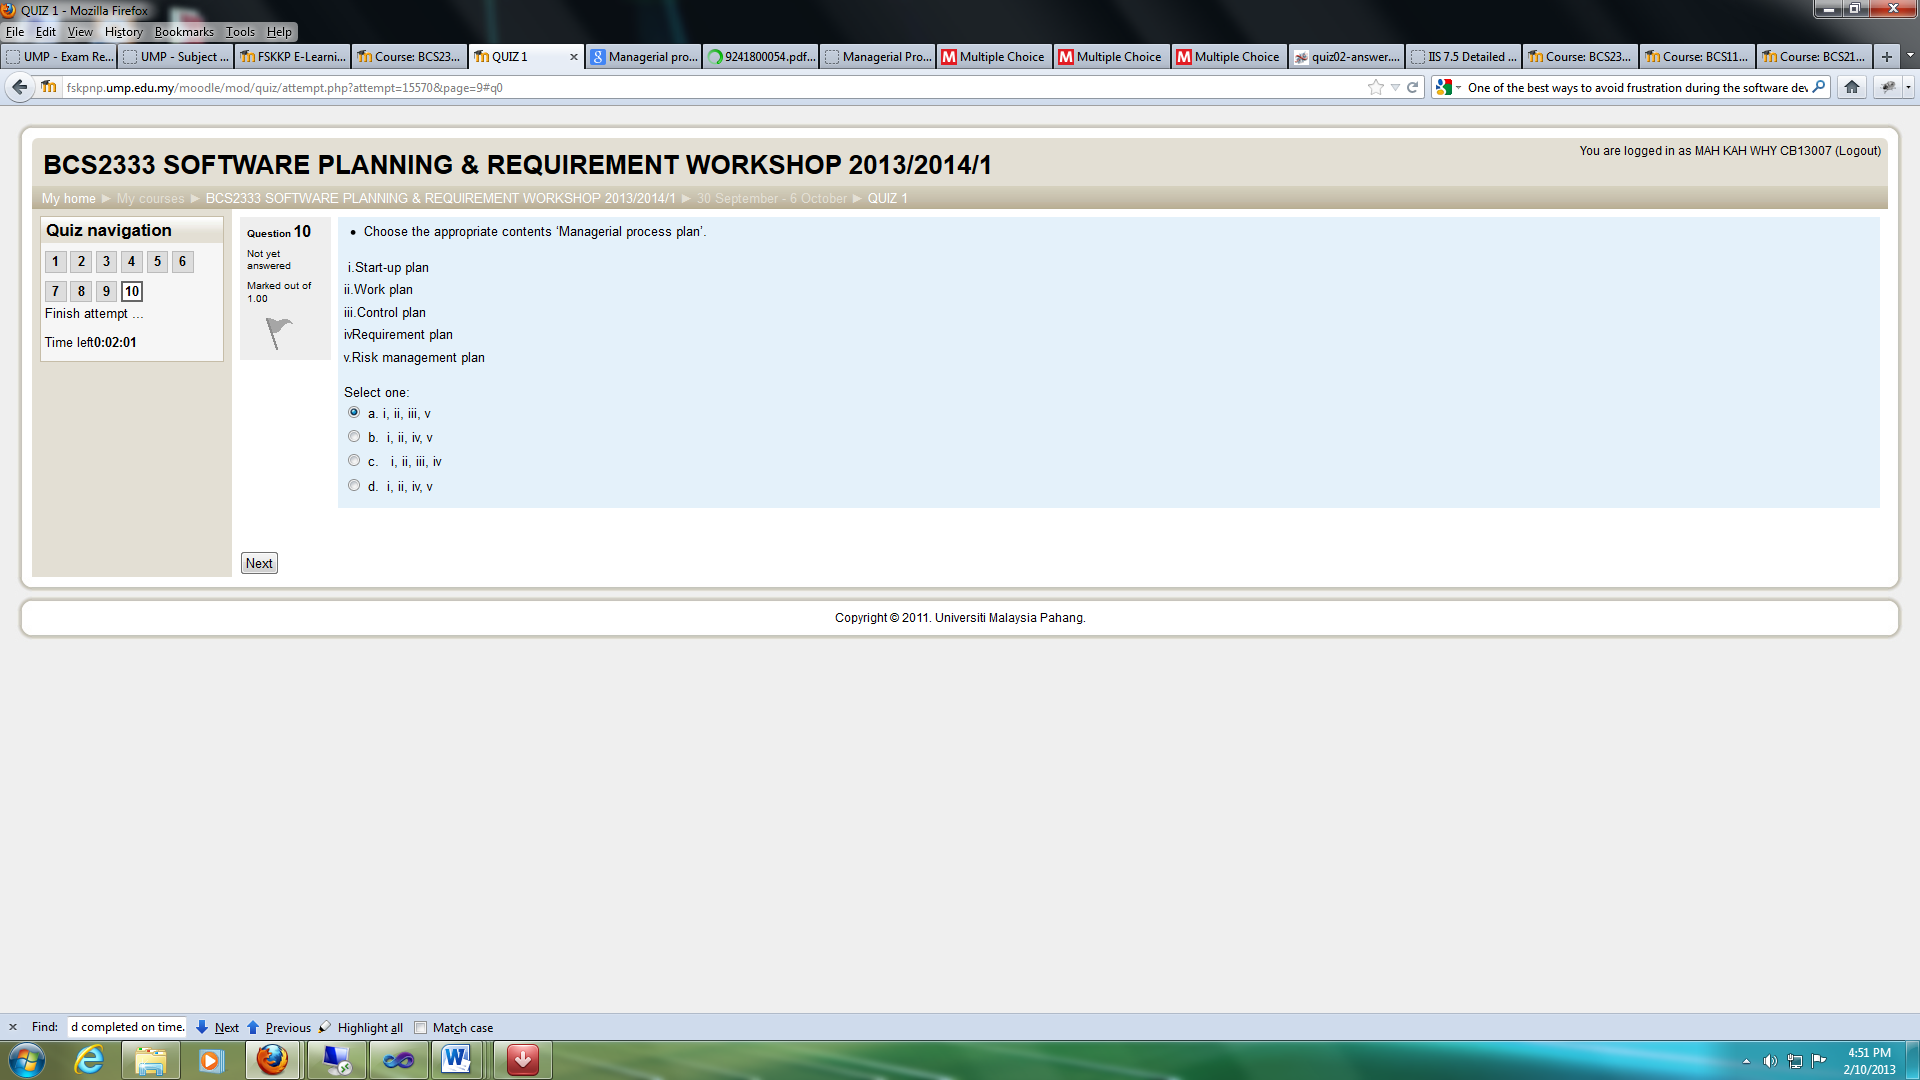 QUIZ 1 - Mozilla Firefox
File Edit View History Bookmarks Tools Help
UMP - Exam Re... UMP - Subject ... FSKKP E-Learni... Course: BCS23... QUIZ 1 Managerial pro... 9241800054.pdf... Managerial Pro... Multiple Choice Multiple Choice Multiple Choice quiz02-answer.... IIS 7.5 Detailed ... Course: BCS23... Course: BCS11... Course: BCS21...
fskpnp.ump.edu.my/moodle/mod/quiz/attempt.php?attempt=15570&page=9#q0 One of the best ways to avoid frustration during the software dev
BCS2333 SOFTWARE PLANNING & REQUIREMENT WORKSHOP 2013/2014/1
You are logged in as MAH KAH WHY CB13007 (Logout)
My home ► My courses ► BCS2333 SOFTWARE PLANNING & REQUIREMENT WORKSHOP 2013/2014/1 ► 30 September - 6 October ► QUIZ 1
Quiz navigation
1 2 3 4 5 6
7 8 9 10
Finish attempt ...
Time left0:02:01
Question 10
Not yet
answered
Marked out of
1.00
• Choose the appropriate contents ‘Managerial process plan’.
i.Start-up plan
ii.Work plan
iii.Control plan
ivRequirement plan
v.Risk management plan
Select one:
a. i, ii, iii, v
b. i, ii, iv, v
c. i, ii, iii, iv
d. i, ii, iv, v
Next
Copyright © 2011. Universiti Malaysia Pahang.
Find: d completed on time. Next Previous Highlight all Match case
4:51 PM
2/10/2013